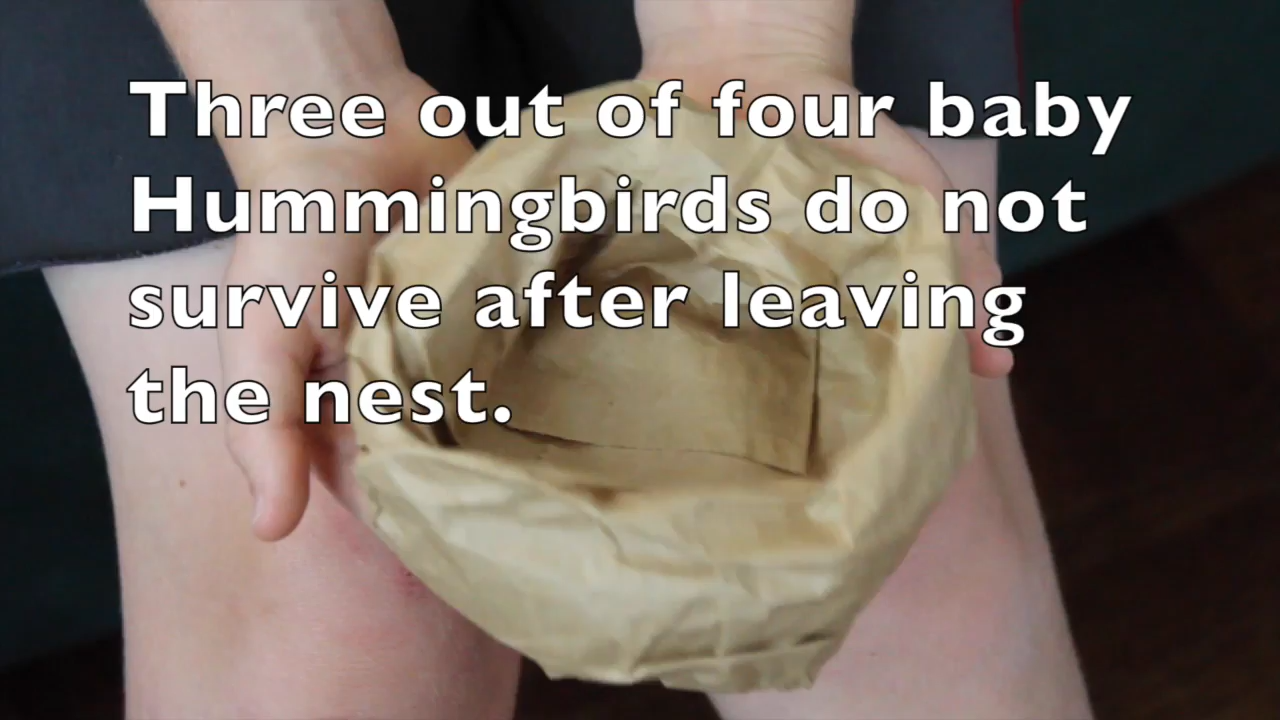 Three out of four baby
Hummingbirds do not
survive after leaving
the nest.